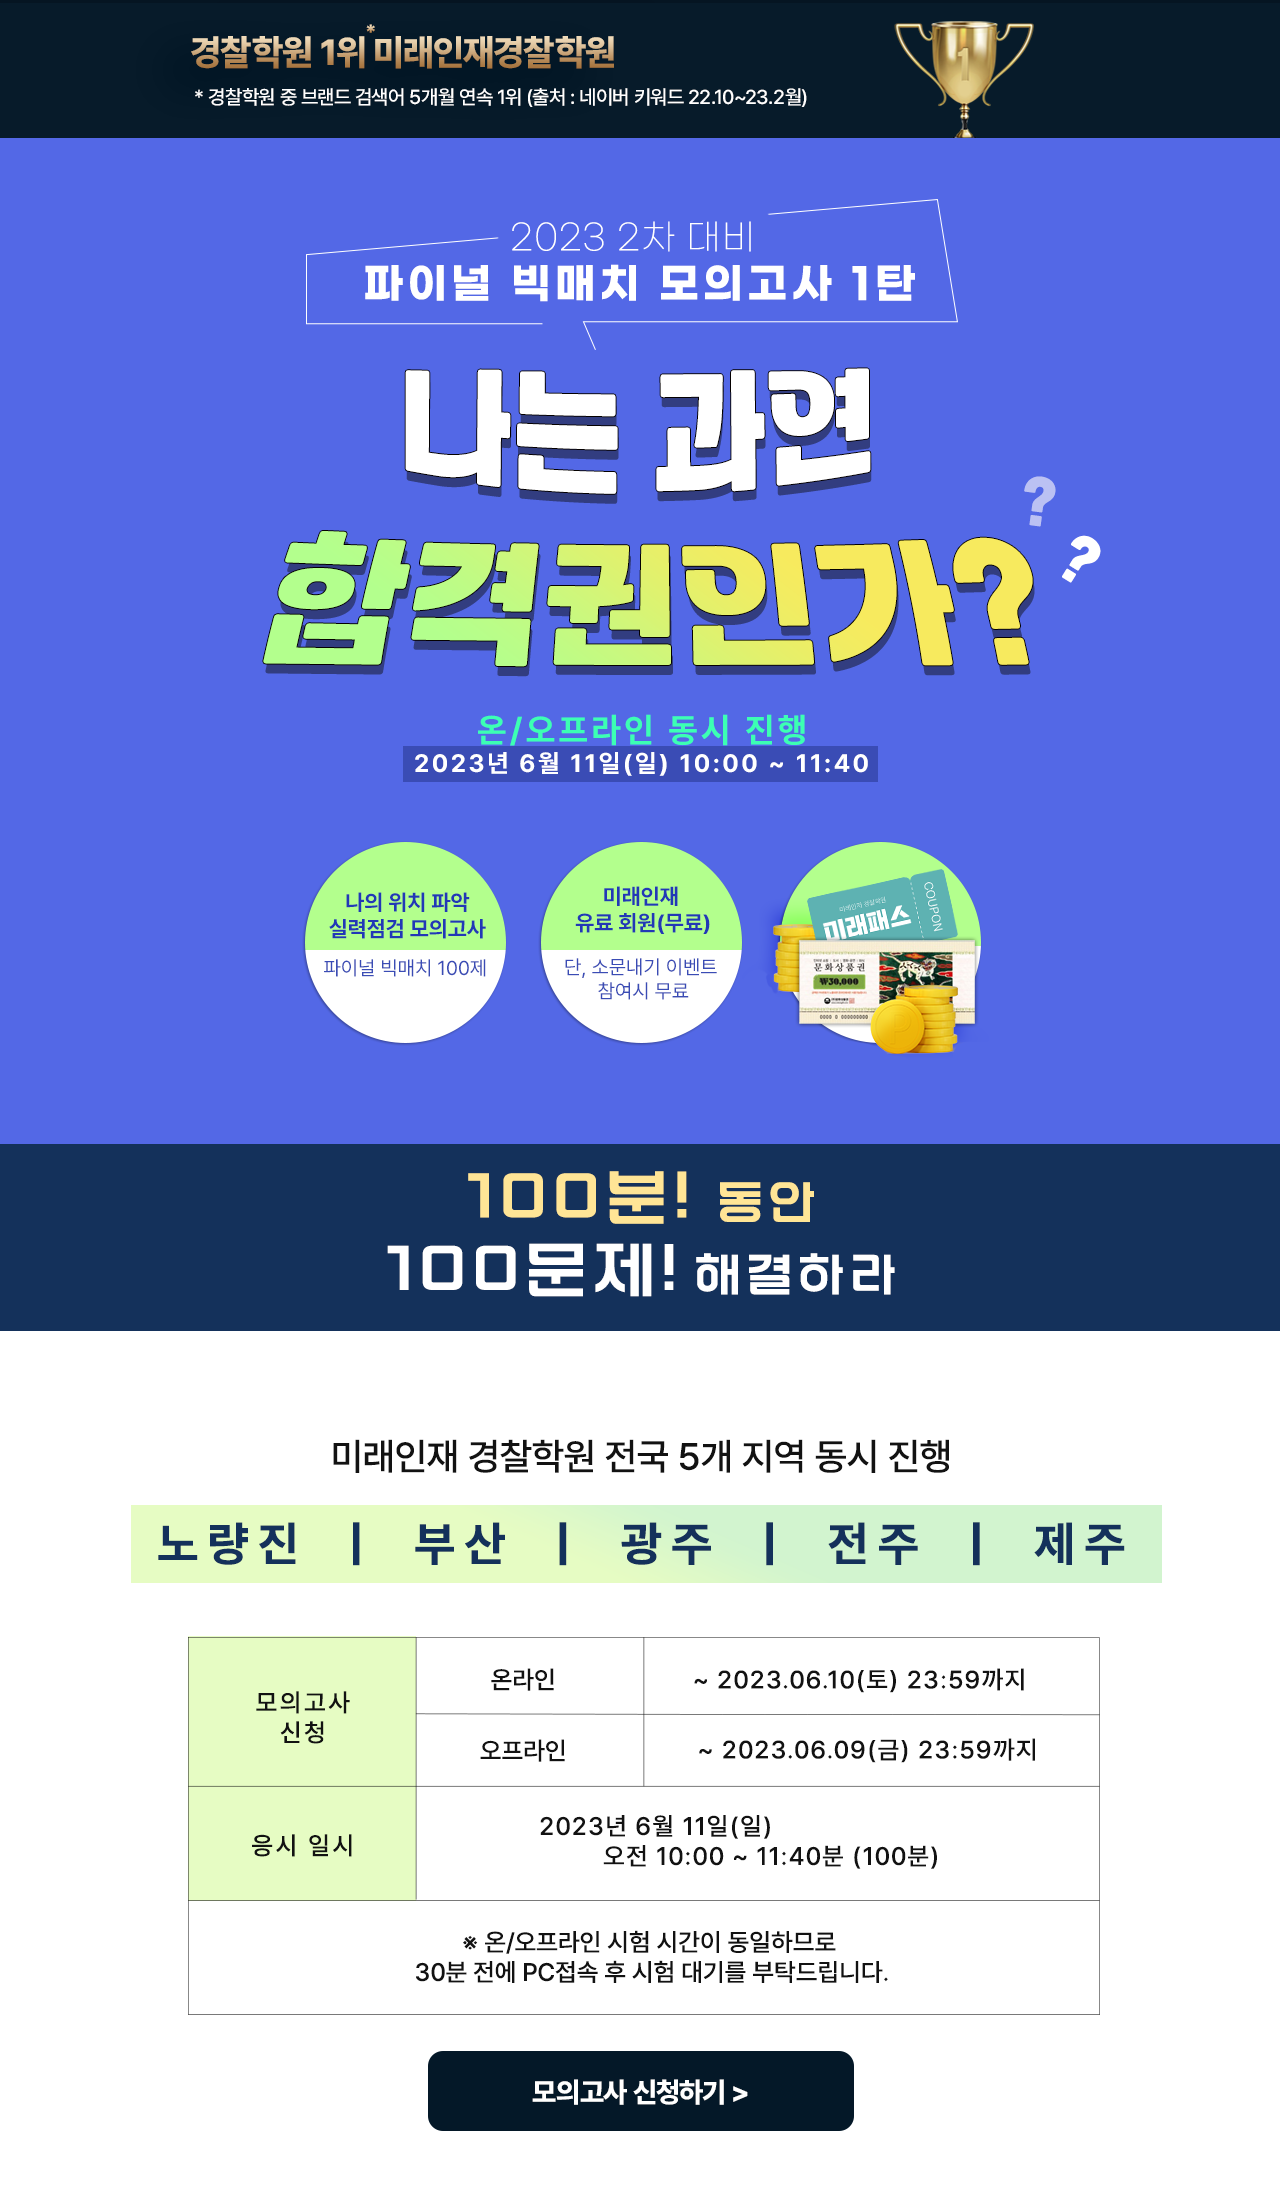 경찰학원 1위*미래인재경찰학원
* 경찰학원 중 브랜드 검색어 5개월 연속 1위 (출처 : 네이버 키워드 22.10~23.2월)
1
2023 2차 대비
파이널 빅매치 모의고사 1탄
나는 과연
합격권인가?
?
?
온/오프라인 동시 진행
2023년 6월 11일(일) 10:00 ~ 11:40
나의 위치 파악
실력점검 모의고사
파이널 빅매치 100제
미래인재
유료 회원(무료)
단, 소문내기 이벤트
참여시 무료
미래패스
COUPON
문화상품권
₩30,000
100분! 동안
100문제! 해결하라
미래인재 경찰학원 전국 5개 지역 동시 진행
노량진 | 부산 | 광주 | 전주 | 제주
모의고사
신청
온라인
~ 2023.06.10(토) 23:59까지
오프라인
~ 2023.06.09(금) 23:59까지
응시 일시
2023년 6월 11일(일)
오전 10:00 ~ 11:40분 (100분)
※ 온/오프라인 시험 시간이 동일하므로
30분 전에 PC접속 후 시험 대기를 부탁드립니다.
모의고사 신청하기 >